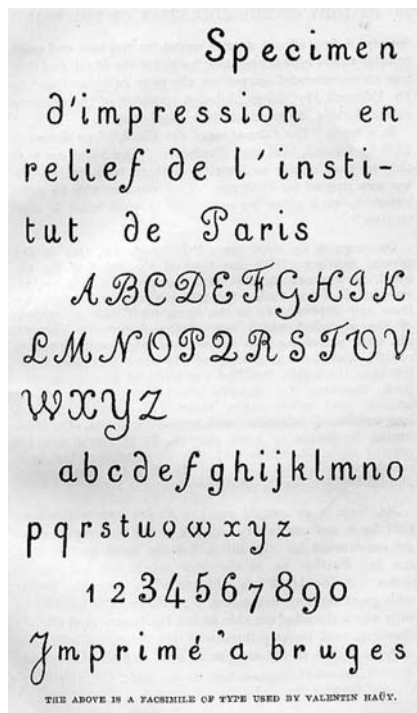 Specimen
d'impression en
relief de l'insti-
tut de Paris
ABCDEFGHIK
LMNOPQRSTUV
WXYZ
abcdefghijklmno
pqrstuvwxyz
1234567890
Imprimé à bruges
THE ABOVE IS A FACSIMILE OF TYPE USED BY VALENTIN HAÜY.